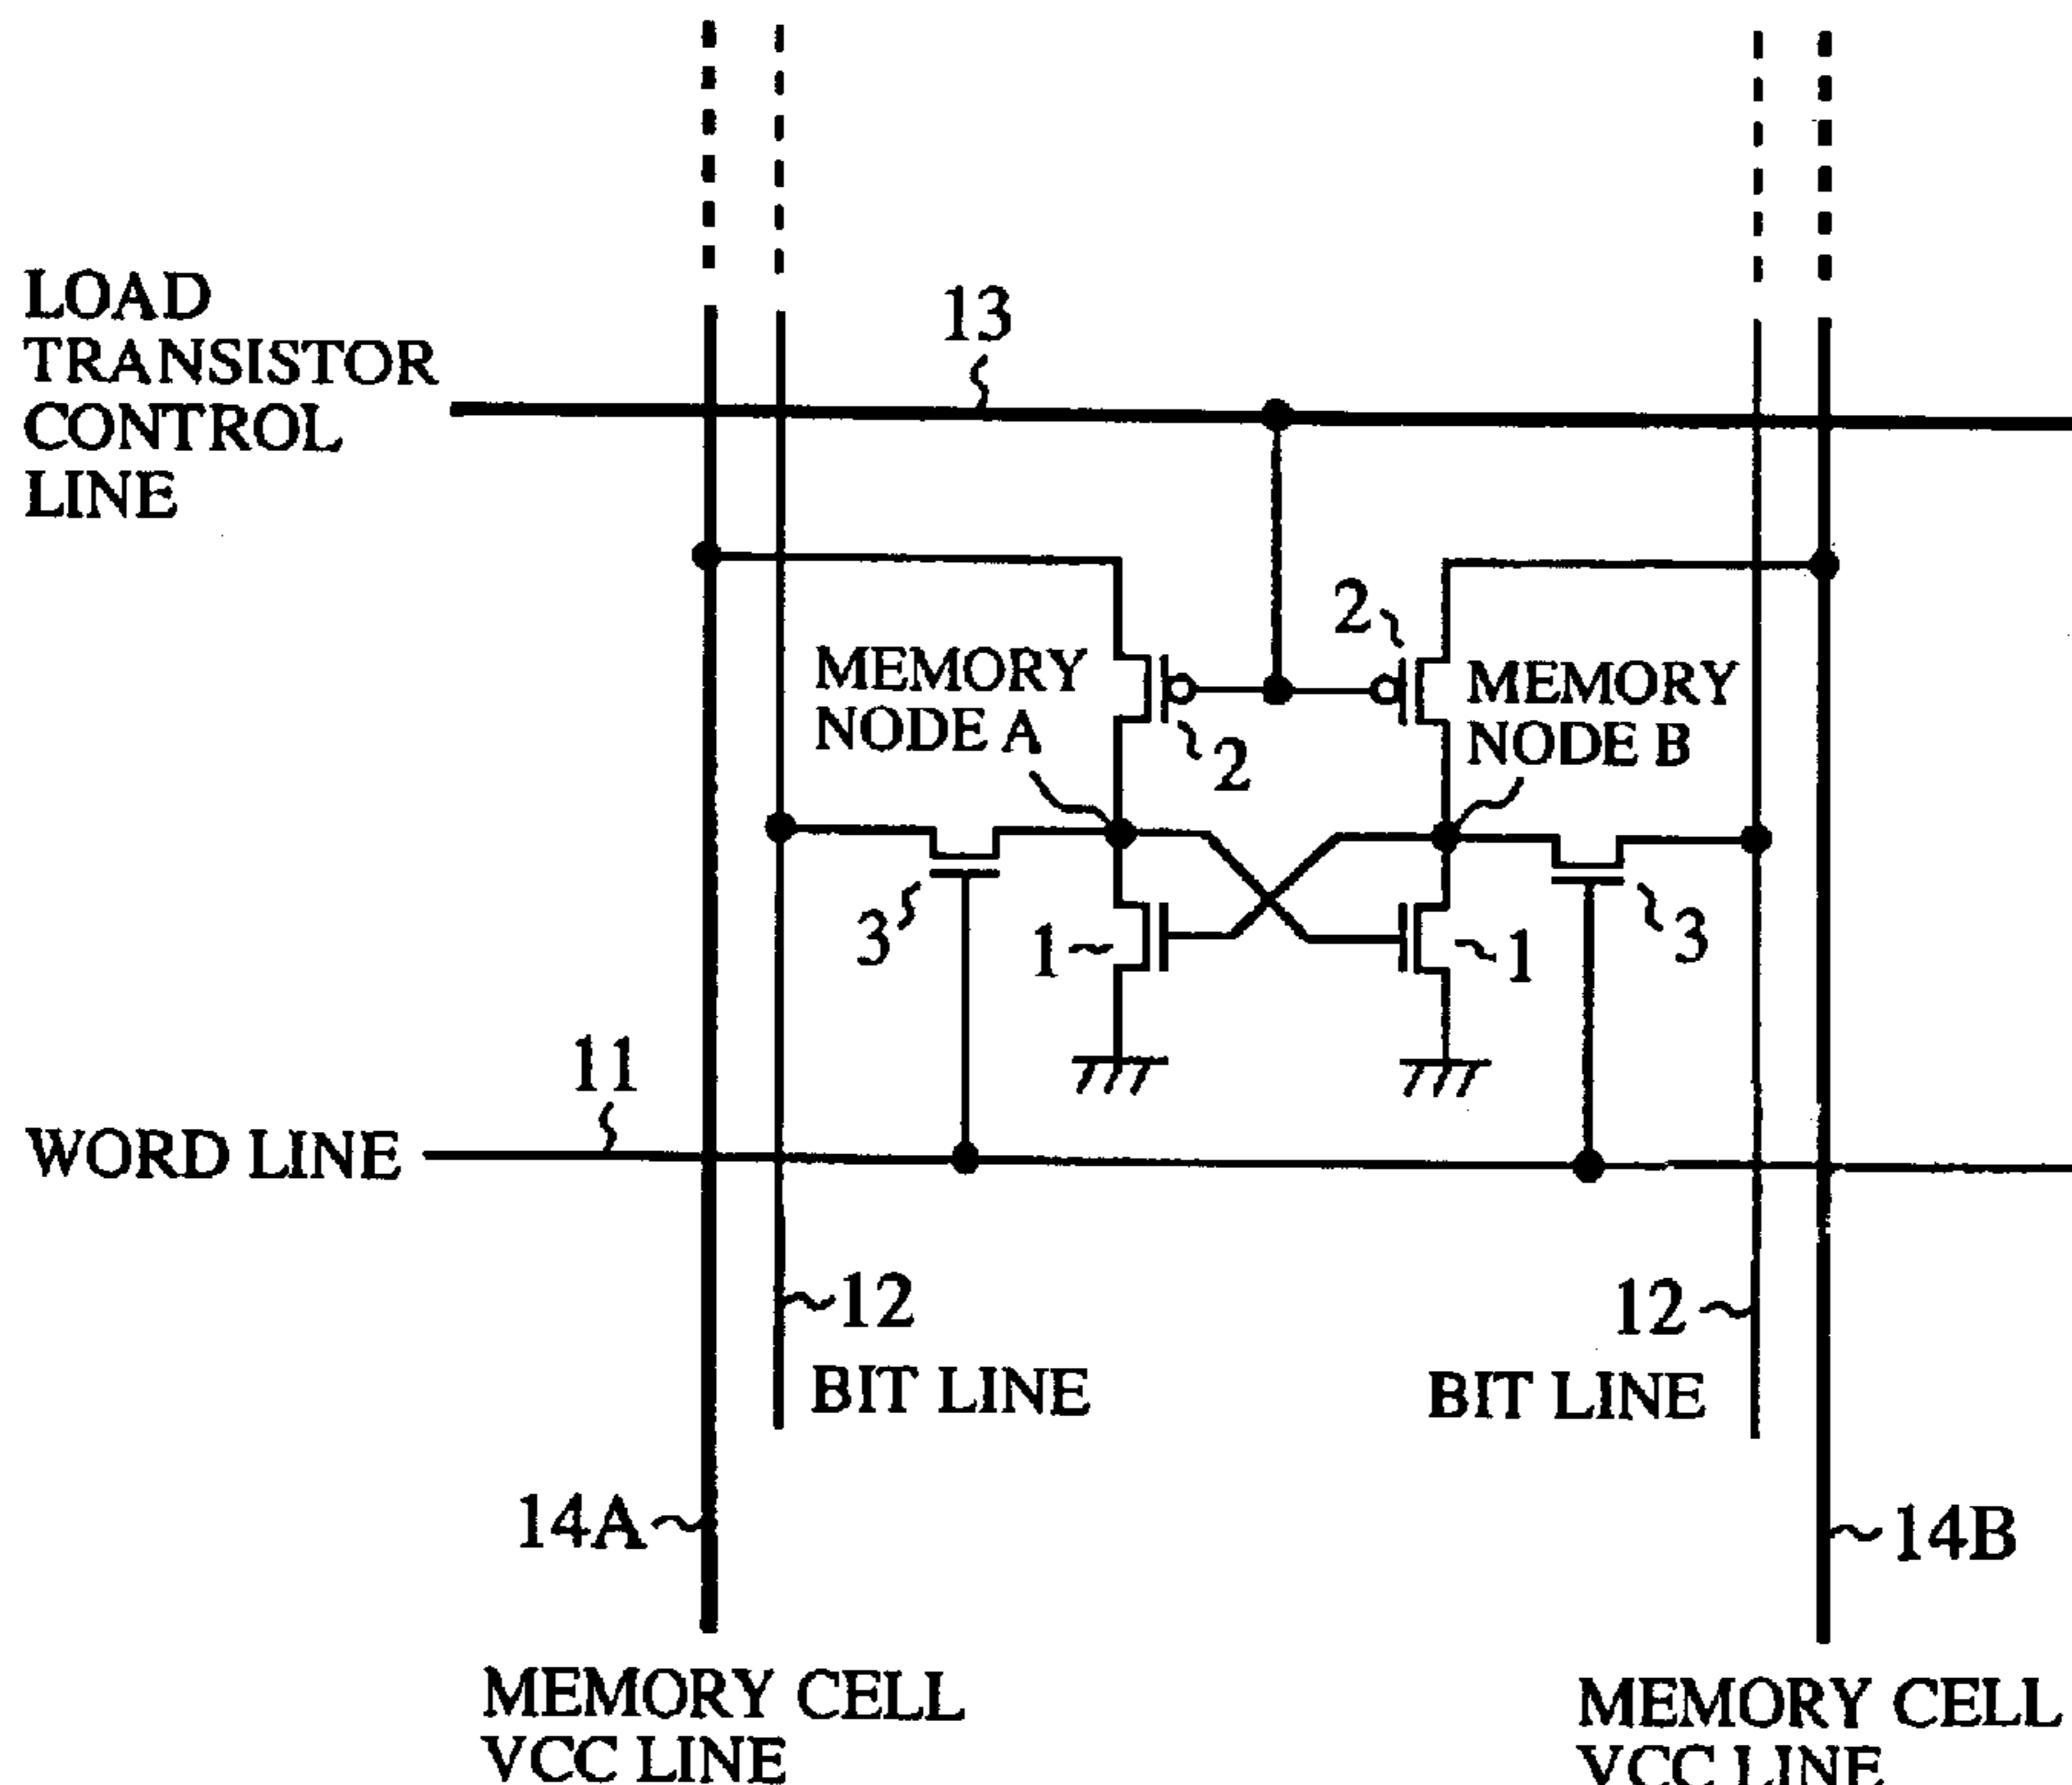 LOAD
TRANSISTOR
CONTROL
LINE
13
2
MEMORY
NODE A
MEMORY
NODE B
2
3
1
1
3
11
WORD LINE
12
12
BIT LINE
BIT LINE
14A
14B
MEMORY CELL
VCC LINE
MEMORY CELL
VCC LINE